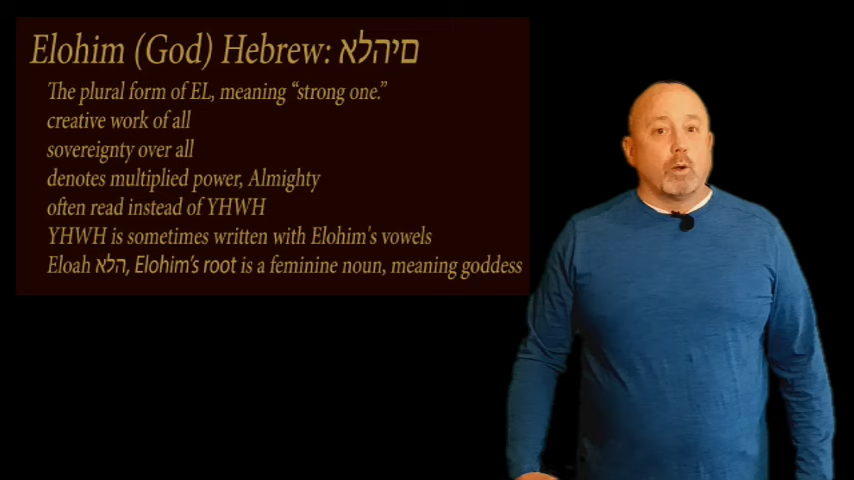 Elohim (God) Hebrew: םיהלא
The plural form of EL, meaning “strong one.”
creative work of all
sovereignty over all
denotes multiplied power, Almighty
often read instead of YHWH
YHWH is sometimes written with Elohim's vowels
Eloah הלא, Elohim’s root is a feminine noun, meaning goddess